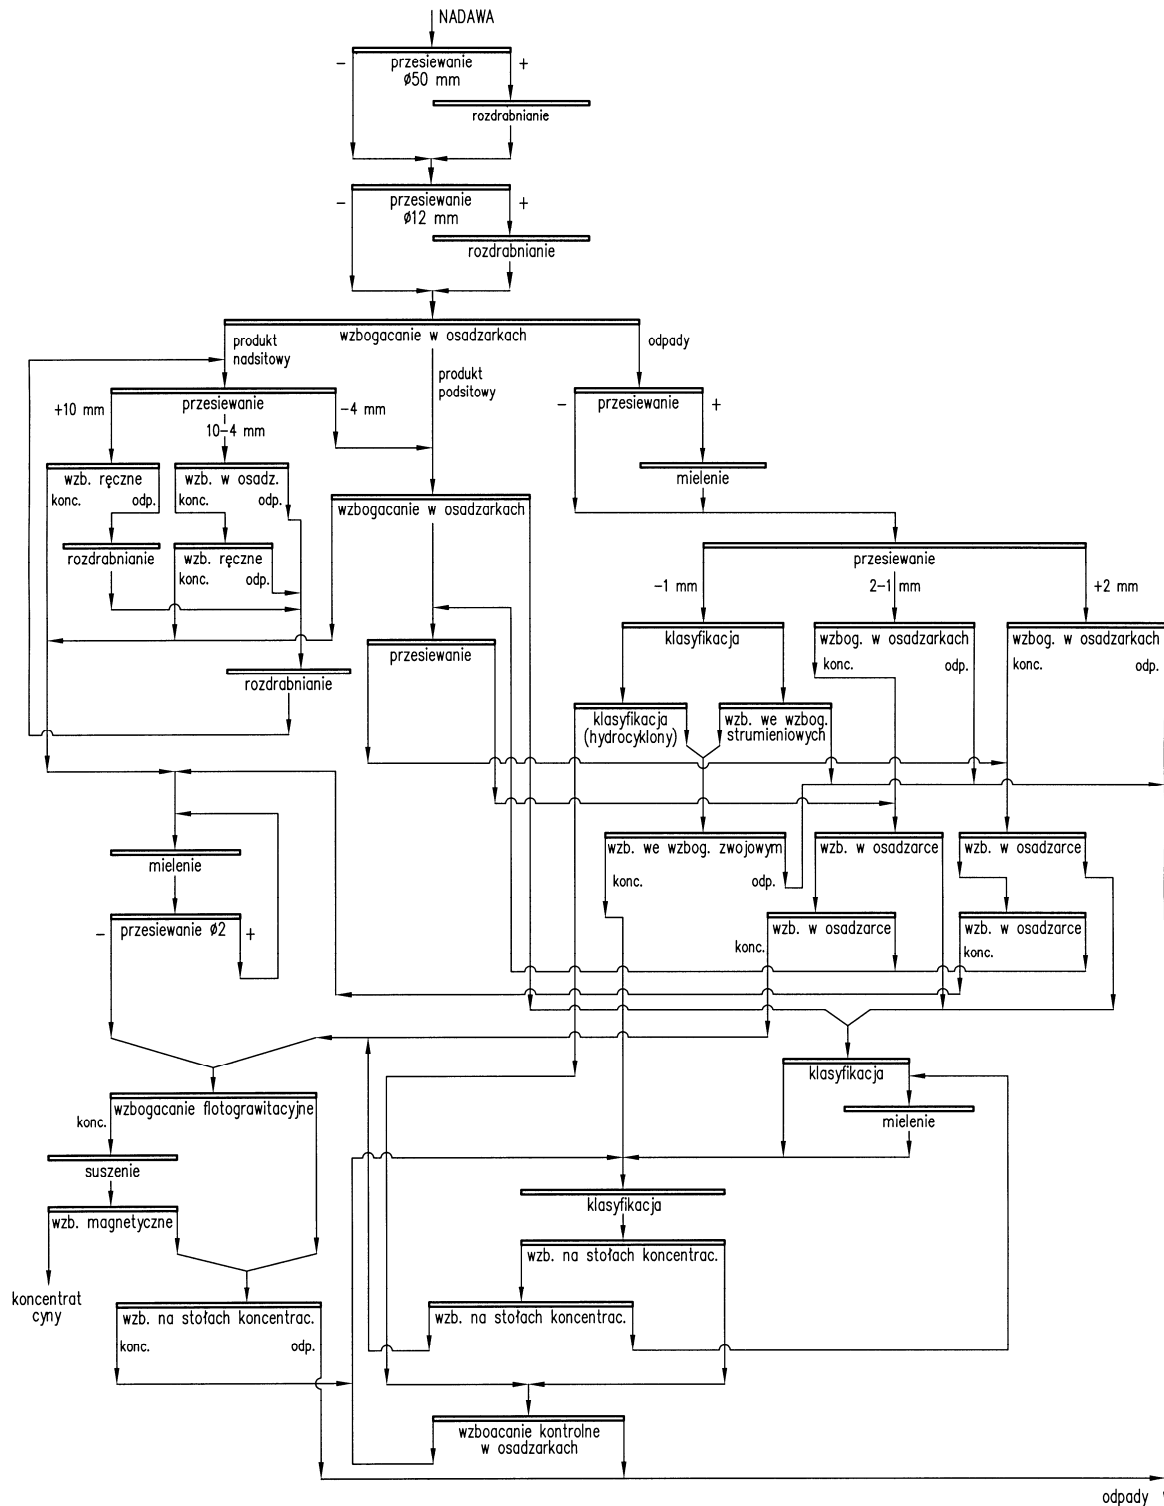 NADAWA
- przesiewanie +
ø50 mm
rozdrabnianie
- przesiewanie +
ø12 mm
rozdrabnianie
wzbogacanie w osadzarkach
produkt
nadsitowy
odpady
produkt
podsitowy
+10 mm
przesiewanie
-4 mm
10-4 mm
- przesiewanie +
wzb. ręczne
konc. odp.
wzb. w osadz.
konc. odp.
mielenie
wzbogacanie w osadzarkach
rozdrabnianie
wzb. ręczne
konc. odp.
przesiewanie
-1 mm
2-1 mm
+2 mm
klasyfikacja
wzbog. w osadzarkach
konc. odp.
wzbog. w osadzarkach
konc. odp.
przesiewanie
rozdrabnianie
klasyfikacja
(hydrocyklony)
wzb. we wzbog.
strumieniowych
mielenie
wzb. we wzbog. zwojowym
konc. odp.
wzb. w osadzarce
wzb. w osadzarce
- przesiewanie ø2 +
wzb. w osadzarce
konc.
wzb. w osadzarce
konc.
klasyfikacja
mielenie
wzbogacanie flotograwitacyjne
konc.
suszenie
wzb. magnetyczne
klasyfikacja
wzb. na stołach koncentrac.
koncentrat
cyny
wzb. na stołach koncentrac.
konc. odp.
wzb. na stołach koncentrac.
wzboacanie kontrolne
w osadzarkach
odpady